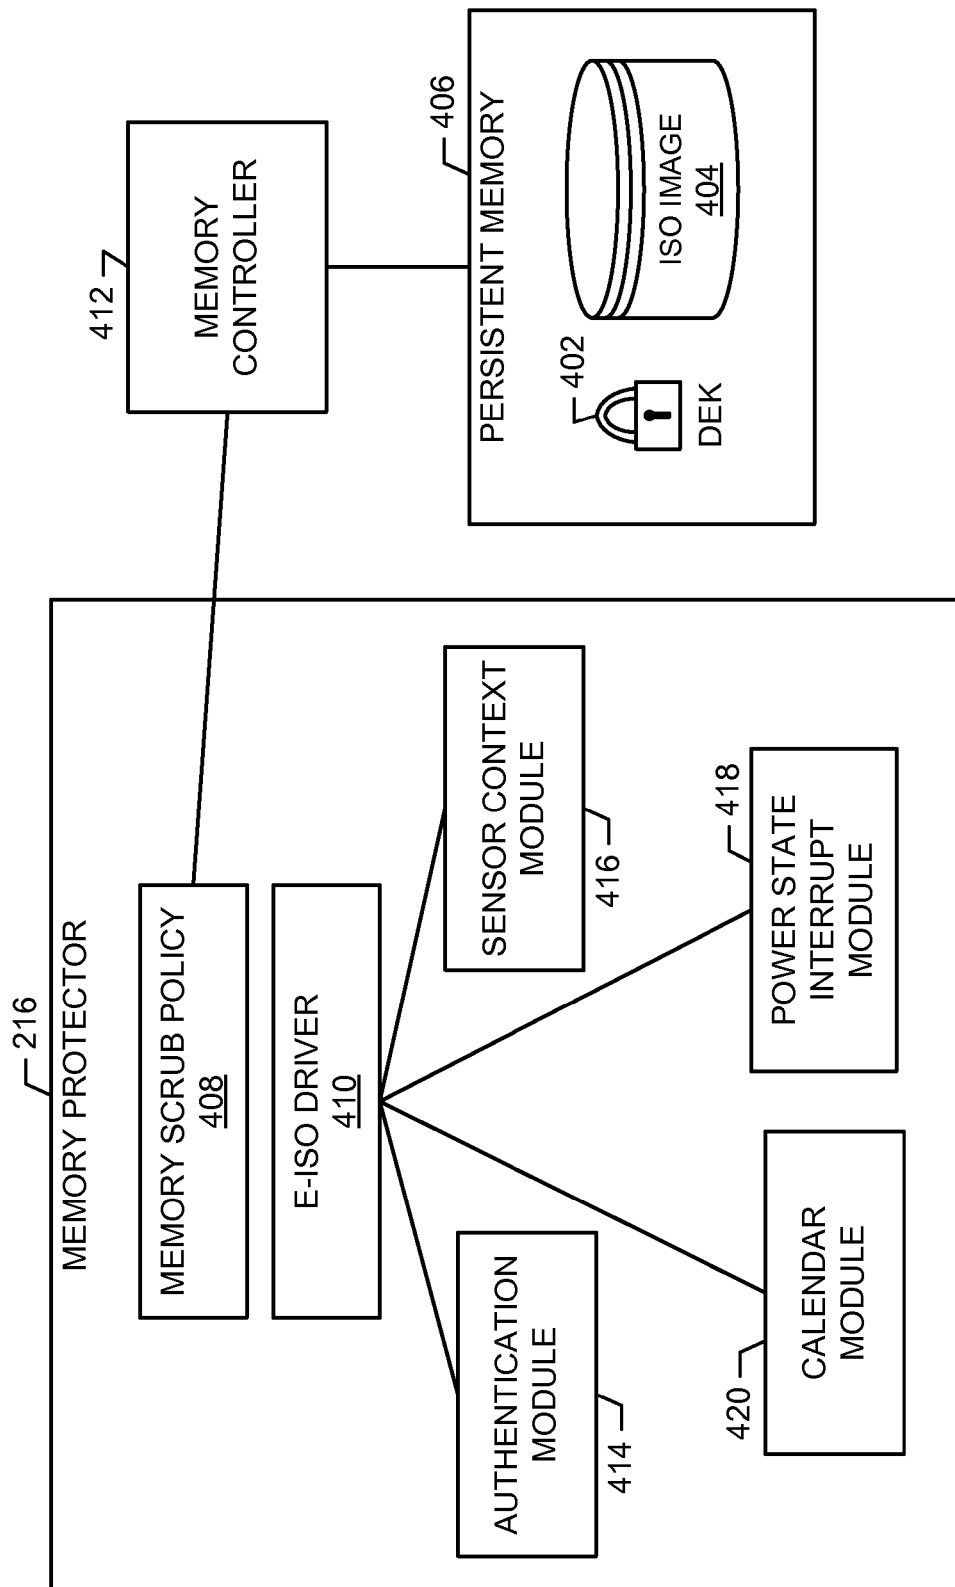 216
MEMORY PROTECTOR
MEMORY SCRUB POLICY
408
E-ISO DRIVER
410
AUTHENTICATION
MODULE
414
SENSOR CONTEXT
MODULE
416
CALENDAR
MODULE
420
POWER STATE
INTERRUPT
MODULE
418
412
MEMORY
CONTROLLER
406
PERSISTENT MEMORY
402
DEK
ISO IMAGE
404